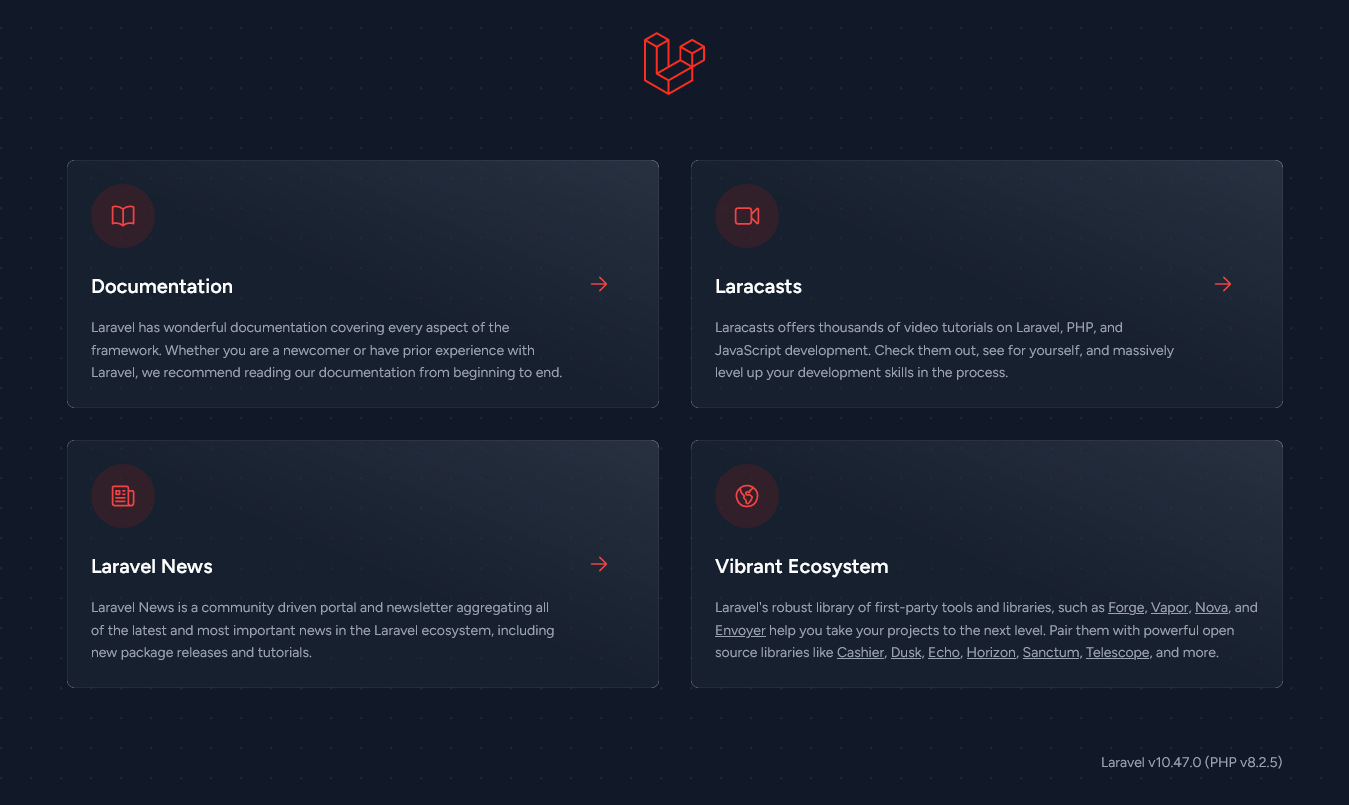 Documentation
Laravel has wonderful documentation covering every aspect of the
framework. Whether you are a newcomer or have prior experience with
Laravel, we recommend reading our documentation from beginning to end.
Laracasts
Laracasts offers thousands of video tutorials on Laravel, PHP, and
JavaScript development. Check them out, see for yourself, and massively
level up your development skills in the process.
Laravel News
Laravel News is a community driven portal and newsletter aggregating all
of the latest and most important news in the Laravel ecosystem, including
new package releases and tutorials.
Vibrant Ecosystem
Laravel's robust library of first-party tools and libraries, such as Forge, Vapor, Nova, and
Envoyer help you take your projects to the next level. Pair them with powerful open
source libraries like Cashier, Dusk, Echo, Horizon, Sanctum, Telescope, and more.
Laravel v10.47.0 (PHP v8.2.5)